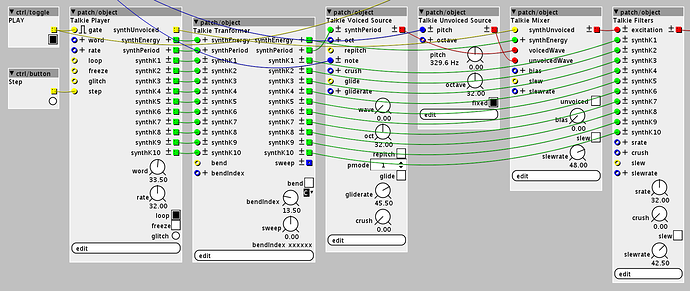 ctrl/toggle
PLAY
ctrl/button
Step
patch/object
Talkie Player
gate synthUnvoiced
word synthEnergy
rate synthPeriod
loop synthK1
freeze synthK2
glitch synthK3
step synthK4
synthK5
synthK6
synthK7
synthK8
synthK9
synthK10
word
33.50
rate
32.00
loop
freeze
glitch
edit
patch/object
Talkie Tranformer
synthEnergy synthEnergy
synthPeriod synthPeriod
synthK1 synthK1
synthK2 synthK2
synthK3 synthK3
synthK4 synthK4
synthK5 synthK5
synthK6 synthK6
synthK7 synthK7
synthK8 synthK8
synthK9 synthK9
synthK10 synthK10
bend sweep
bendIndex
bend
bendIndex
13.50
sweep
0.00
bendIndex xxxxxx
edit
patch/object
Talkie Voiced Source
synthPeriod
oct
repitch
note
crush
glide
gliderate
wave
0.00
oct
32.00
repitch
pmode 1
glide
gliderate
45.50
crush
0.00
edit
patch/object
Talkie Unvoiced Source
pitch
octave
pitch
329.6 Hz
0.00
octave
32.00
fixed
edit
patch/object
Talkie Mixer
synthUnvoiced
synthEnergy
voicedWave
unvoicedWave
bias
slew
slewrate
unvoiced
bias
0.00
slew
slewrate
48.00
edit
patch/object
Talkie Filters
excitation
synthK1
synthK2
synthK3
synthK4
synthK5
synthK6
synthK7
synthK8
synthK9
synthK10
srate
crush
slew
slewrate
srate
32.00
crush
0.00
slew
slewrate
42.50
edit